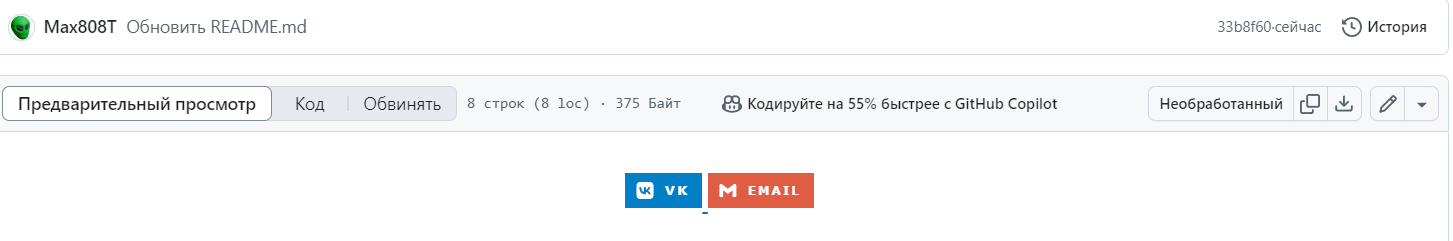 Max808T Обновить README.md 33b8f60·сейчас История
Предварительный просмотр Код Обвинять 8 строк (8 loc) · 375 Байт Кодируйте на 55% быстрее с GitHub Copilot Необработанный
VK EMAIL